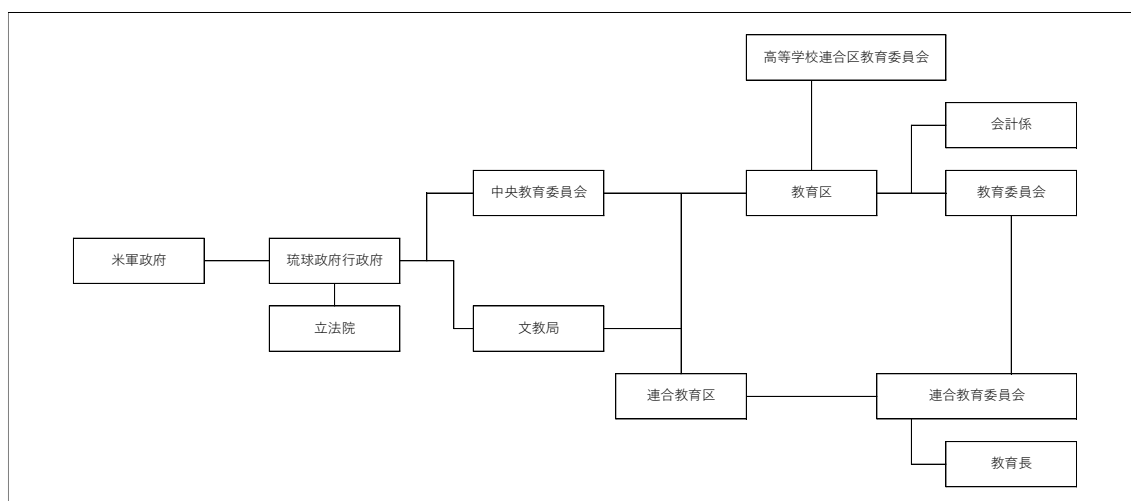 高等学校連合区教育委員会
会計係
中央教育委員会
教育区
教育委員会
米軍政府
琉球政府行政府
立法院
文教局
連合教育区
連合教育委員会
教育長